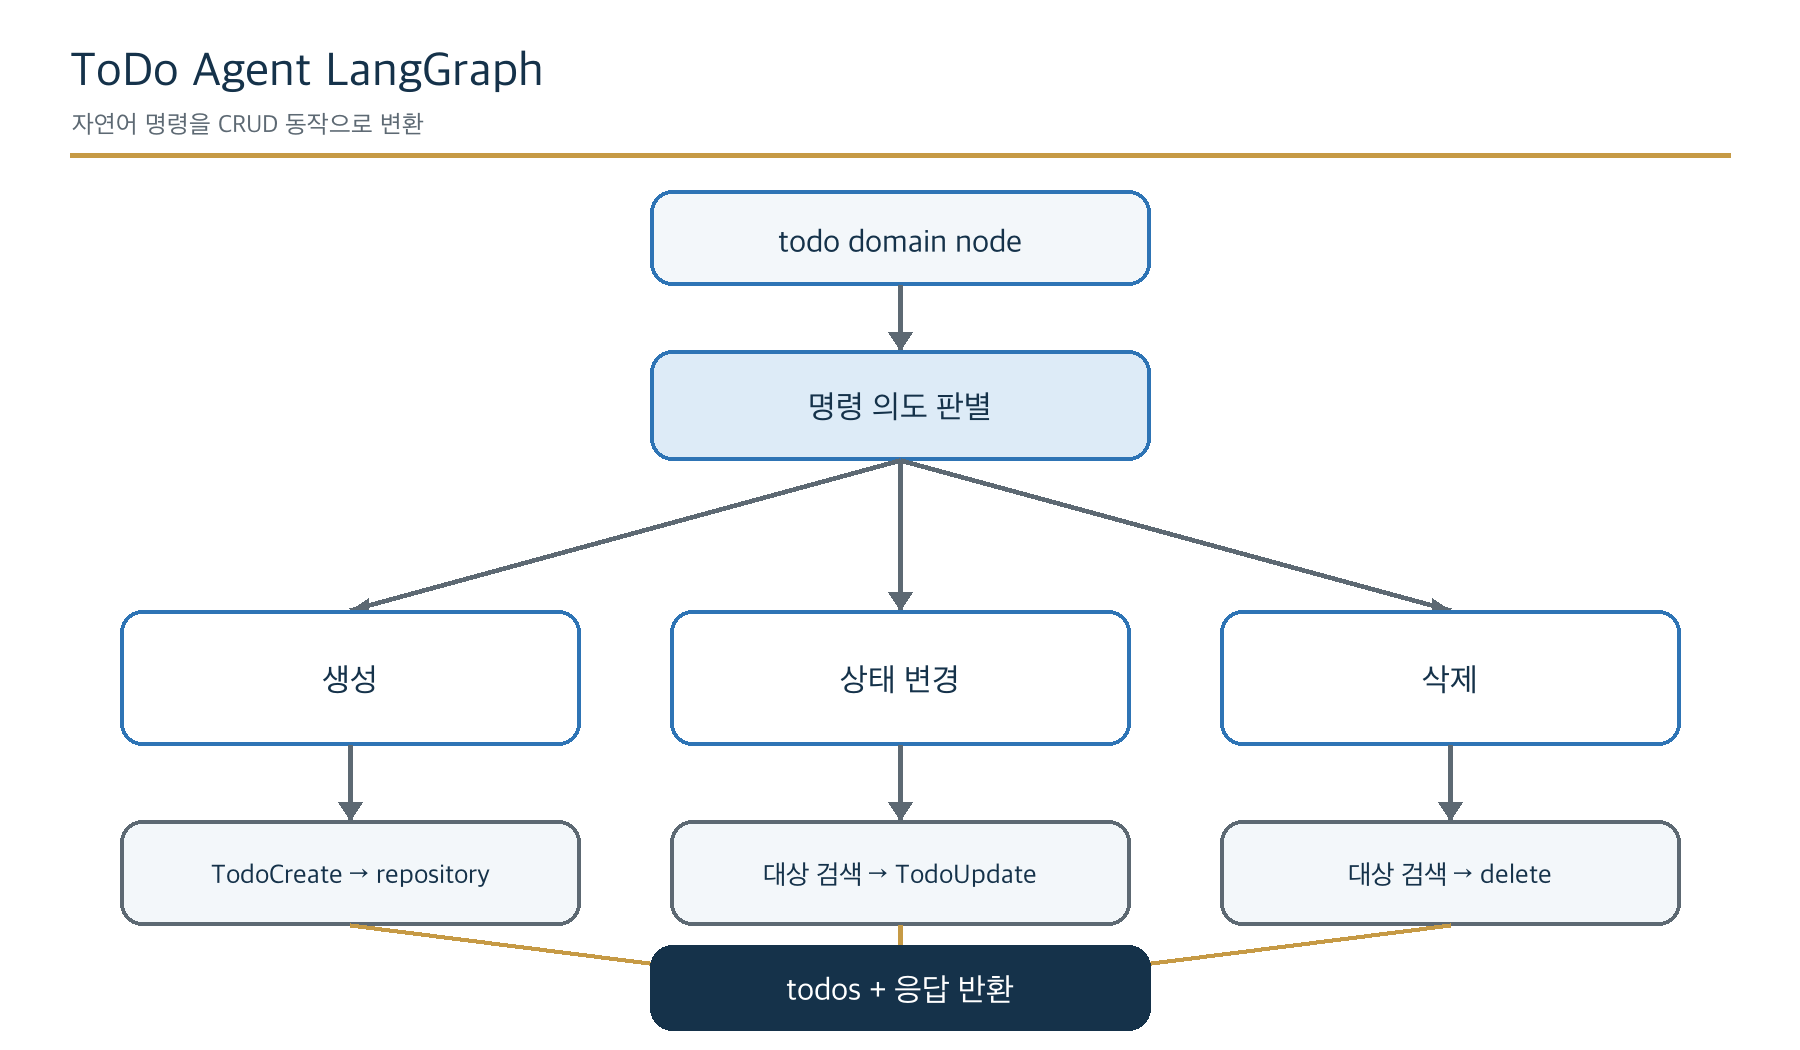 ToDo Agent LangGraph
자연어 명령을 CRUD 동작으로 변환
todo domain node
명령 의도 판별
생성
상태 변경
삭제
TodoCreate → repository
대상 검색 → TodoUpdate
대상 검색 → delete
todos + 응답 반환